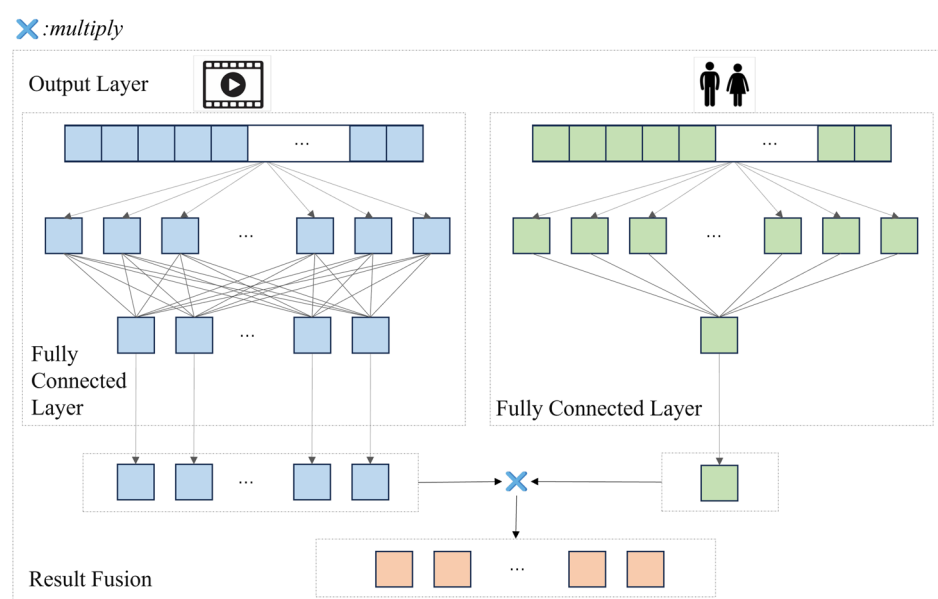 :multiply
Output Layer
...
...
...
...
...
Fully
Connected
Layer
Fully Connected Layer
...
...
Result Fusion